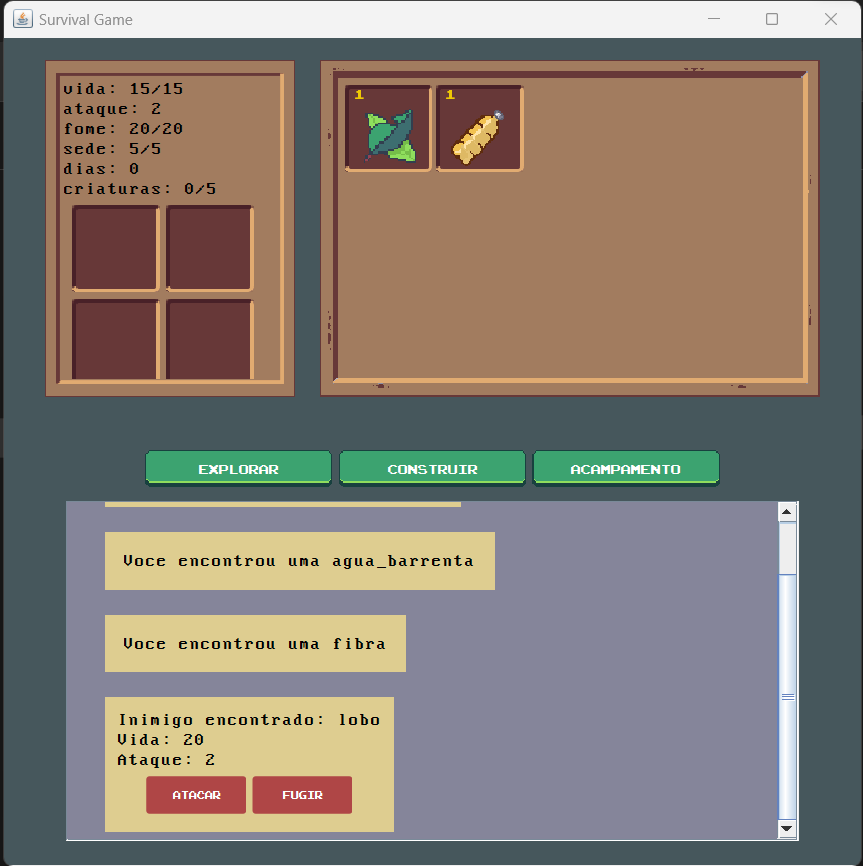 Survival Game
vida: 15/15
ataque: 2
fome: 20/20
sede: 5/5
dias: 0
criaturas: 0/5
1
1
EXPLORAR
CONSTRUIR
ACAMPAMENTO
Voce encontrou uma agua_barrenta
Voce encontrou uma fibra
Inimigo encontrado: lobo
Vida: 20
Ataque: 2
ATACAR
FUGIR